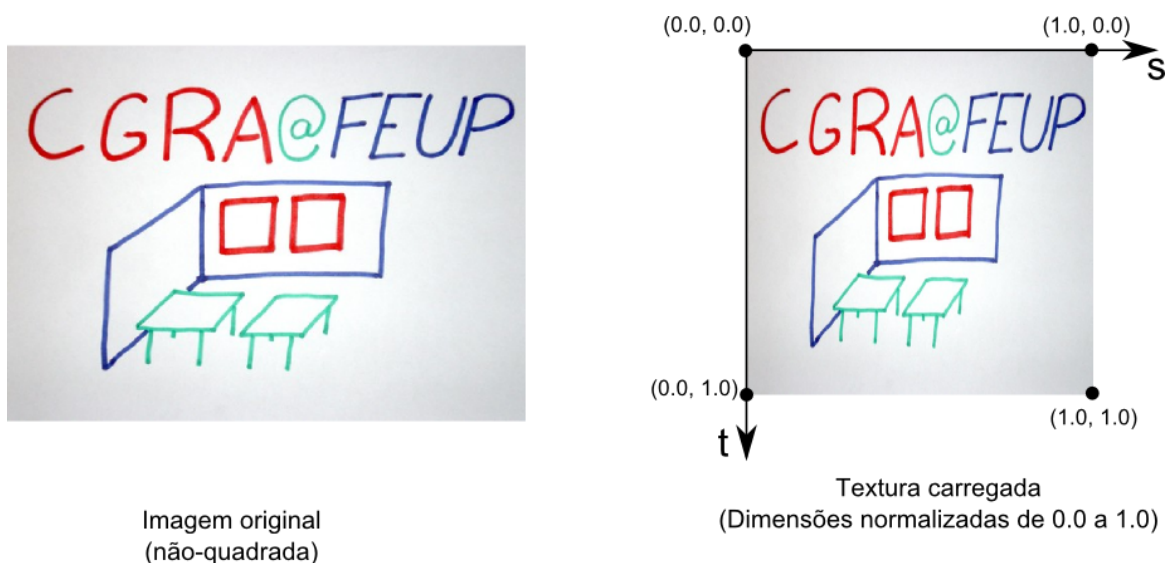 CGRA@FEUP
Imagem original
(não-quadrada)
(0.0, 0.0)
(1.0, 0.0)
s
CGRA@FEUP
(0.0, 1.0)
(1.0, 1.0)
t
Textura carregada
(Dimensões normalizadas de 0.0 a 1.0)